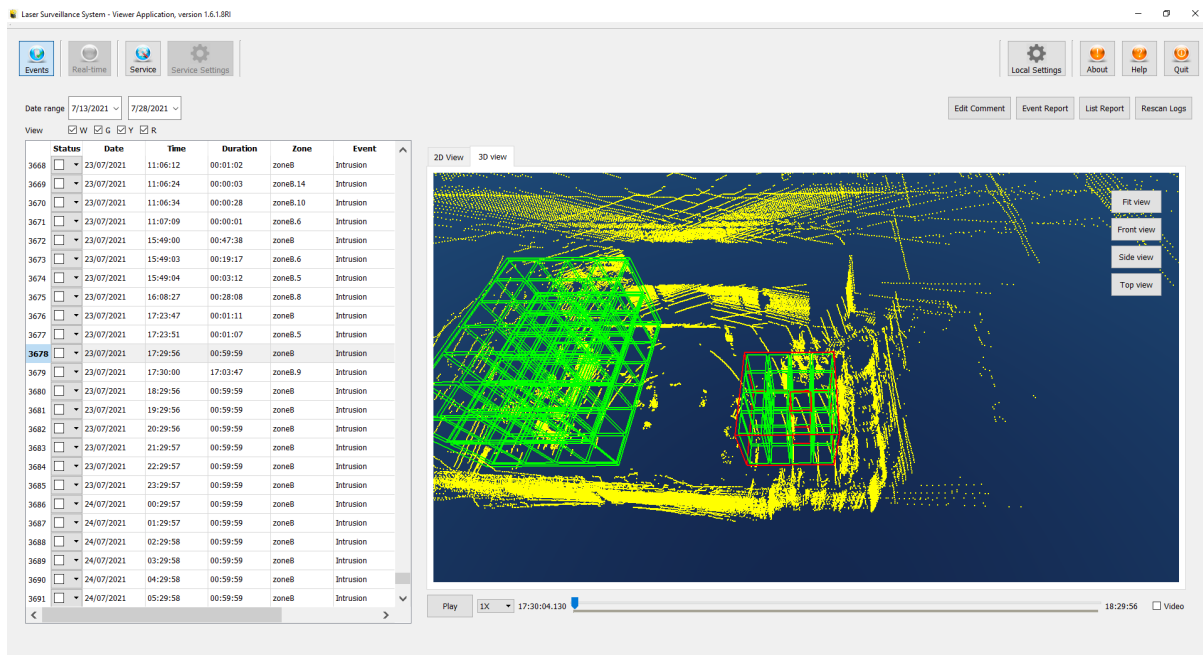 Laser Surveillance System - Viewer Application, version 1.6.1.8RI
Events Real-time Service Service Settings Local Settings About Help Quit
Date range 7/13/2021 7/28/2021 Edit Comment Event Report List Report Rescan Logs
View W G Y R
Status Date Time Duration Zone Event
3668 23/07/2021 11:06:12 00:01:02 zoneB Intrusion
3669 23/07/2021 11:06:24 00:00:03 zoneB.14 Intrusion
3670 23/07/2021 11:06:34 00:00:28 zoneB.10 Intrusion
3671 23/07/2021 11:07:09 00:00:01 zoneB.6 Intrusion
3672 23/07/2021 15:49:00 00:47:38 zoneB Intrusion
3673 23/07/2021 15:49:03 00:19:17 zoneB.6 Intrusion
3674 23/07/2021 15:49:04 00:03:12 zoneB.5 Intrusion
3675 23/07/2021 16:08:27 00:28:08 zoneB.8 Intrusion
3676 23/07/2021 17:23:47 00:01:11 zoneB Intrusion
3677 23/07/2021 17:23:51 00:01:07 zoneB.5 Intrusion
3678 23/07/2021 17:29:56 00:59:59 zoneB Intrusion
3679 23/07/2021 17:30:00 17:03:47 zoneB.9 Intrusion
3680 23/07/2021 18:29:56 00:59:59 zoneB Intrusion
3681 23/07/2021 19:29:56 00:59:59 zoneB Intrusion
3682 23/07/2021 20:29:56 00:59:59 zoneB Intrusion
3683 23/07/2021 21:29:57 00:59:59 zoneB Intrusion
3684 23/07/2021 22:29:57 00:59:59 zoneB Intrusion
3685 23/07/2021 23:29:57 00:59:59 zoneB Intrusion
3686 24/07/2021 00:29:57 00:59:59 zoneB Intrusion
3687 24/07/2021 01:29:57 00:59:59 zoneB Intrusion
3688 24/07/2021 02:29:58 00:59:59 zoneB Intrusion
3689 24/07/2021 03:29:58 00:59:59 zoneB Intrusion
3690 24/07/2021 04:29:58 00:59:59 zoneB Intrusion
3691 24/07/2021 05:29:58 00:59:59 zoneB Intrusion
2D View 3D view
Fit view
Front view
Side view
Top view
Play 1X 17:30:04.130 18:29:56 Video